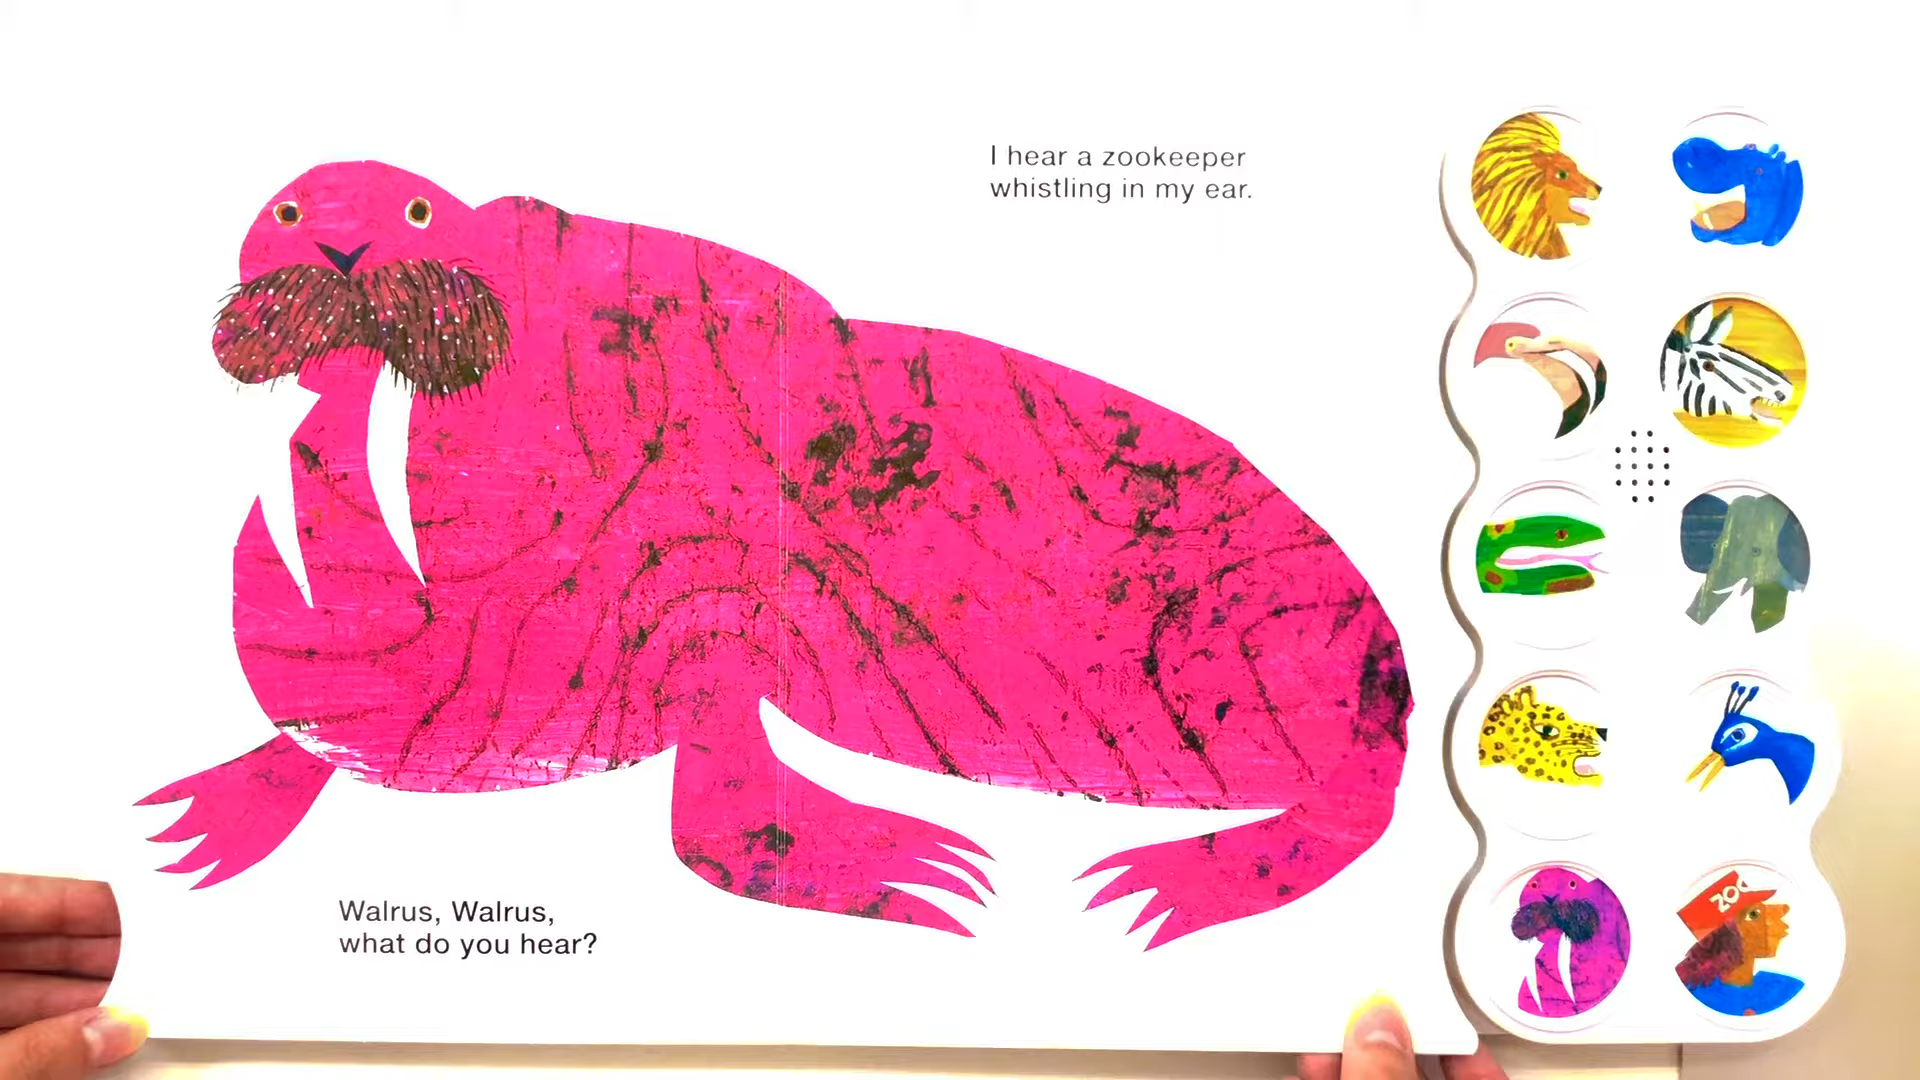 I hear a zookeeper
whistling in my ear.
Walrus, Walrus,
what do you hear?
ZOO